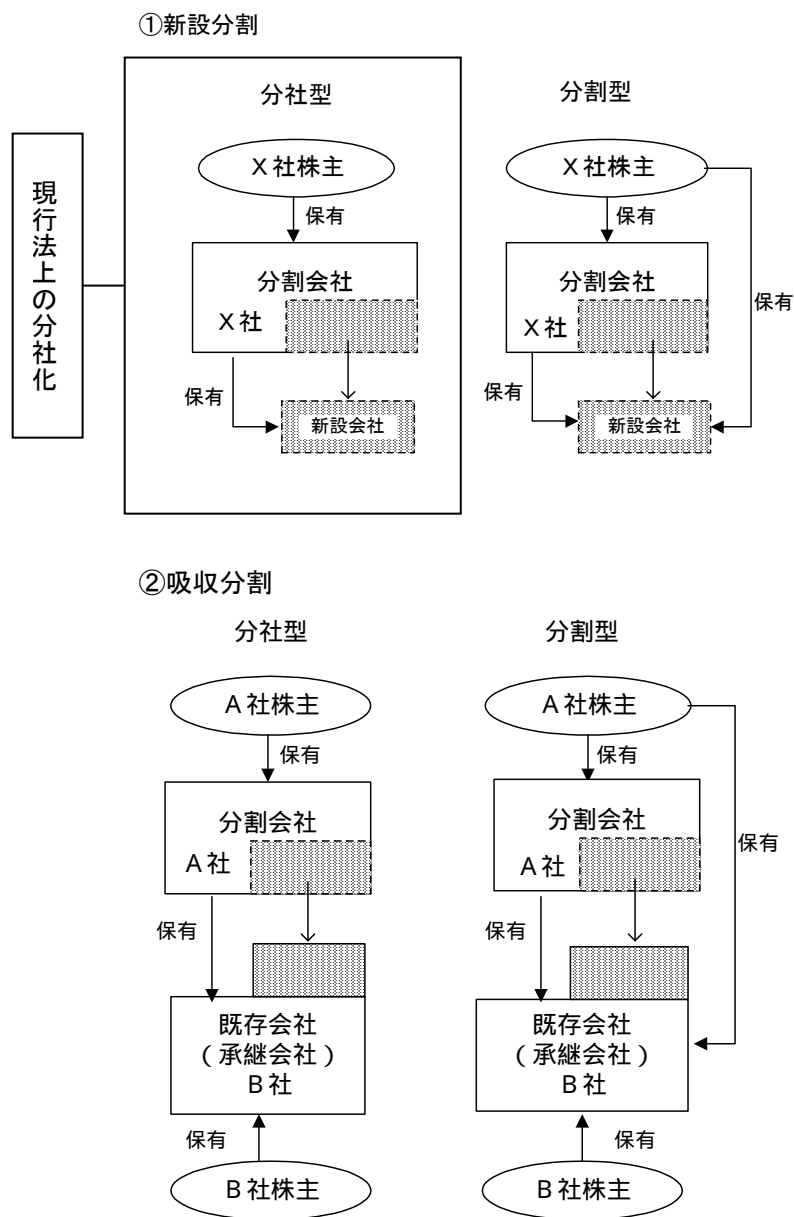 ①新設分割
分社型
分割型
現行法上の分社化
X社株主
X社株主
保有
保有
分割会社
分割会社
保有
X社
X社
保有
保有
新設会社
新設会社
②吸収分割
分社型
分割型
A社株主
A社株主
保有
保有
分割会社
分割会社
保有
A社
A社
保有
保有
既存会社
(承継会社)
B社
既存会社
(承継会社)
B社
保有
保有
B社株主
B社株主